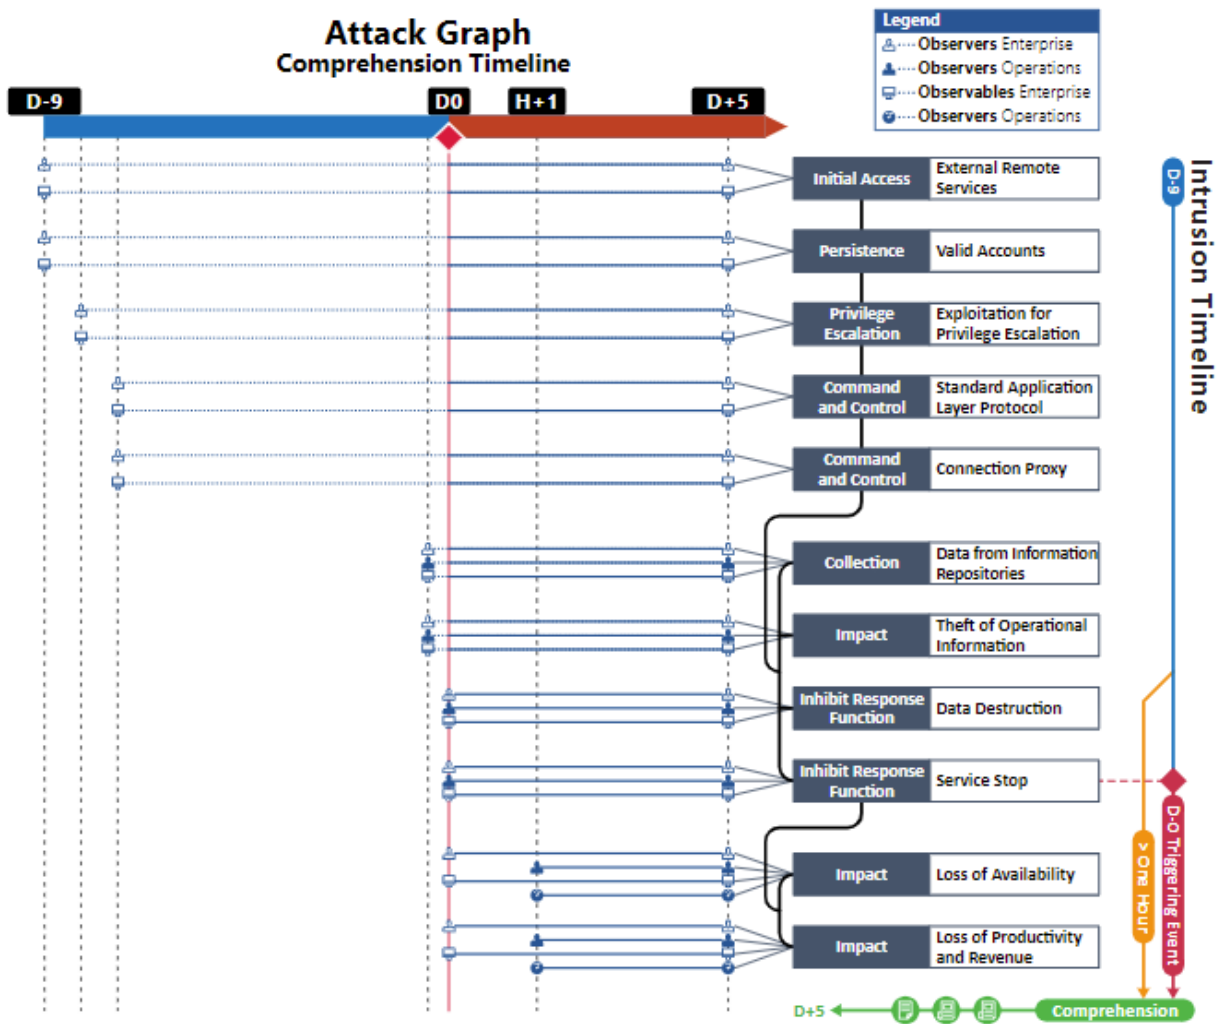 Attack Graph
Comprehension Timeline
Legend
Observers Enterprise
Observers Operations
Observables Enterprise
Observers Operations
D-9
D0
H+1
D+5
Initial Access
External Remote
Services
Persistence
Valid Accounts
Privilege
Escalation
Exploitation for
Privilege Escalation
Command
and Control
Standard Application
Layer Protocol
Command
and Control
Connection Proxy
Collection
Data from Information
Repositories
Impact
Theft of Operational
Information
Inhibit Response
Function
Data Destruction
Inhibit Response
Function
Service Stop
Impact
Loss of Availability
Impact
Loss of Productivity
and Revenue
Intrusion Timeline
D-9
D-0 Triggering Event
> One Hour
D+5
Comprehension